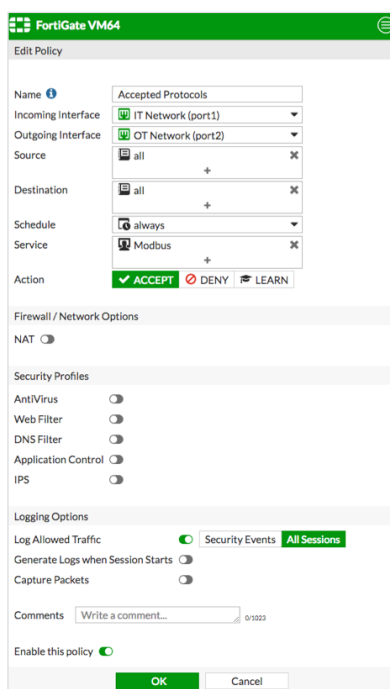 FortiGate VM64
Edit Policy
Name
Accepted Protocols
Incoming Interface
IT Network (port1)
Outgoing Interface
OT Network (port2)
Source
all
+
Destination
all
+
Schedule
always
Service
Modbus
+
Action
ACCEPT DENY LEARN
Firewall / Network Options
NAT
Security Profiles
AntiVirus
Web Filter
DNS Filter
Application Control
IPS
Logging Options
Log Allowed Traffic
Security Events All Sessions
Generate Logs when Session Starts
Capture Packets
Comments
Write a comment...
0/1023
Enable this policy
OK
Cancel